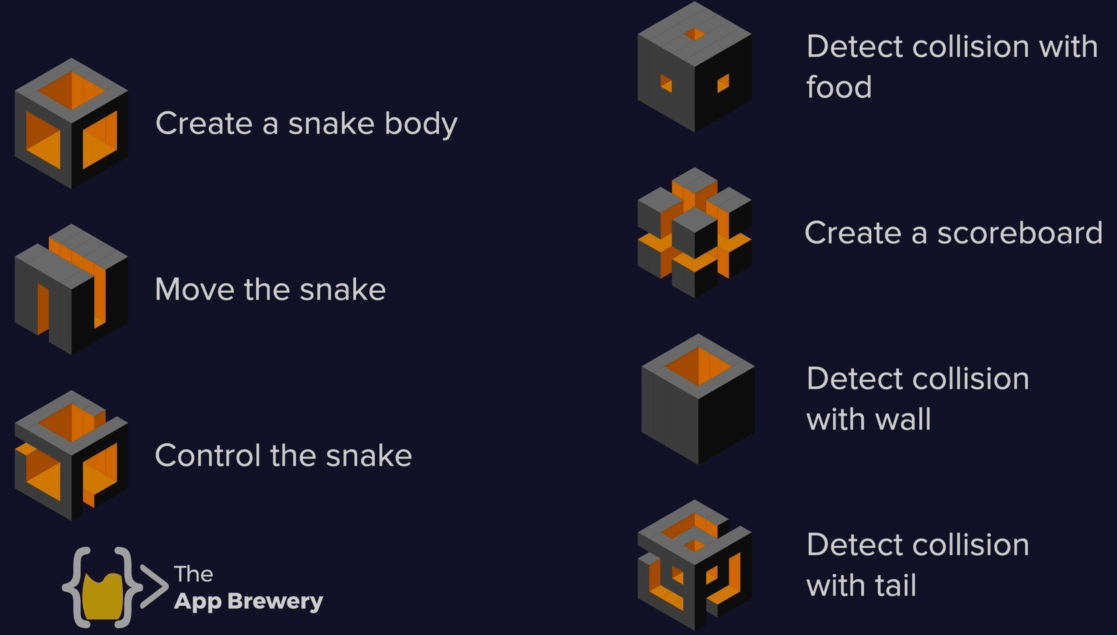 Create a snake body
Move the snake
Control the snake
The
App Brewery
Detect collision with
food
Create a scoreboard
Detect collision
with wall
Detect collision
with tail